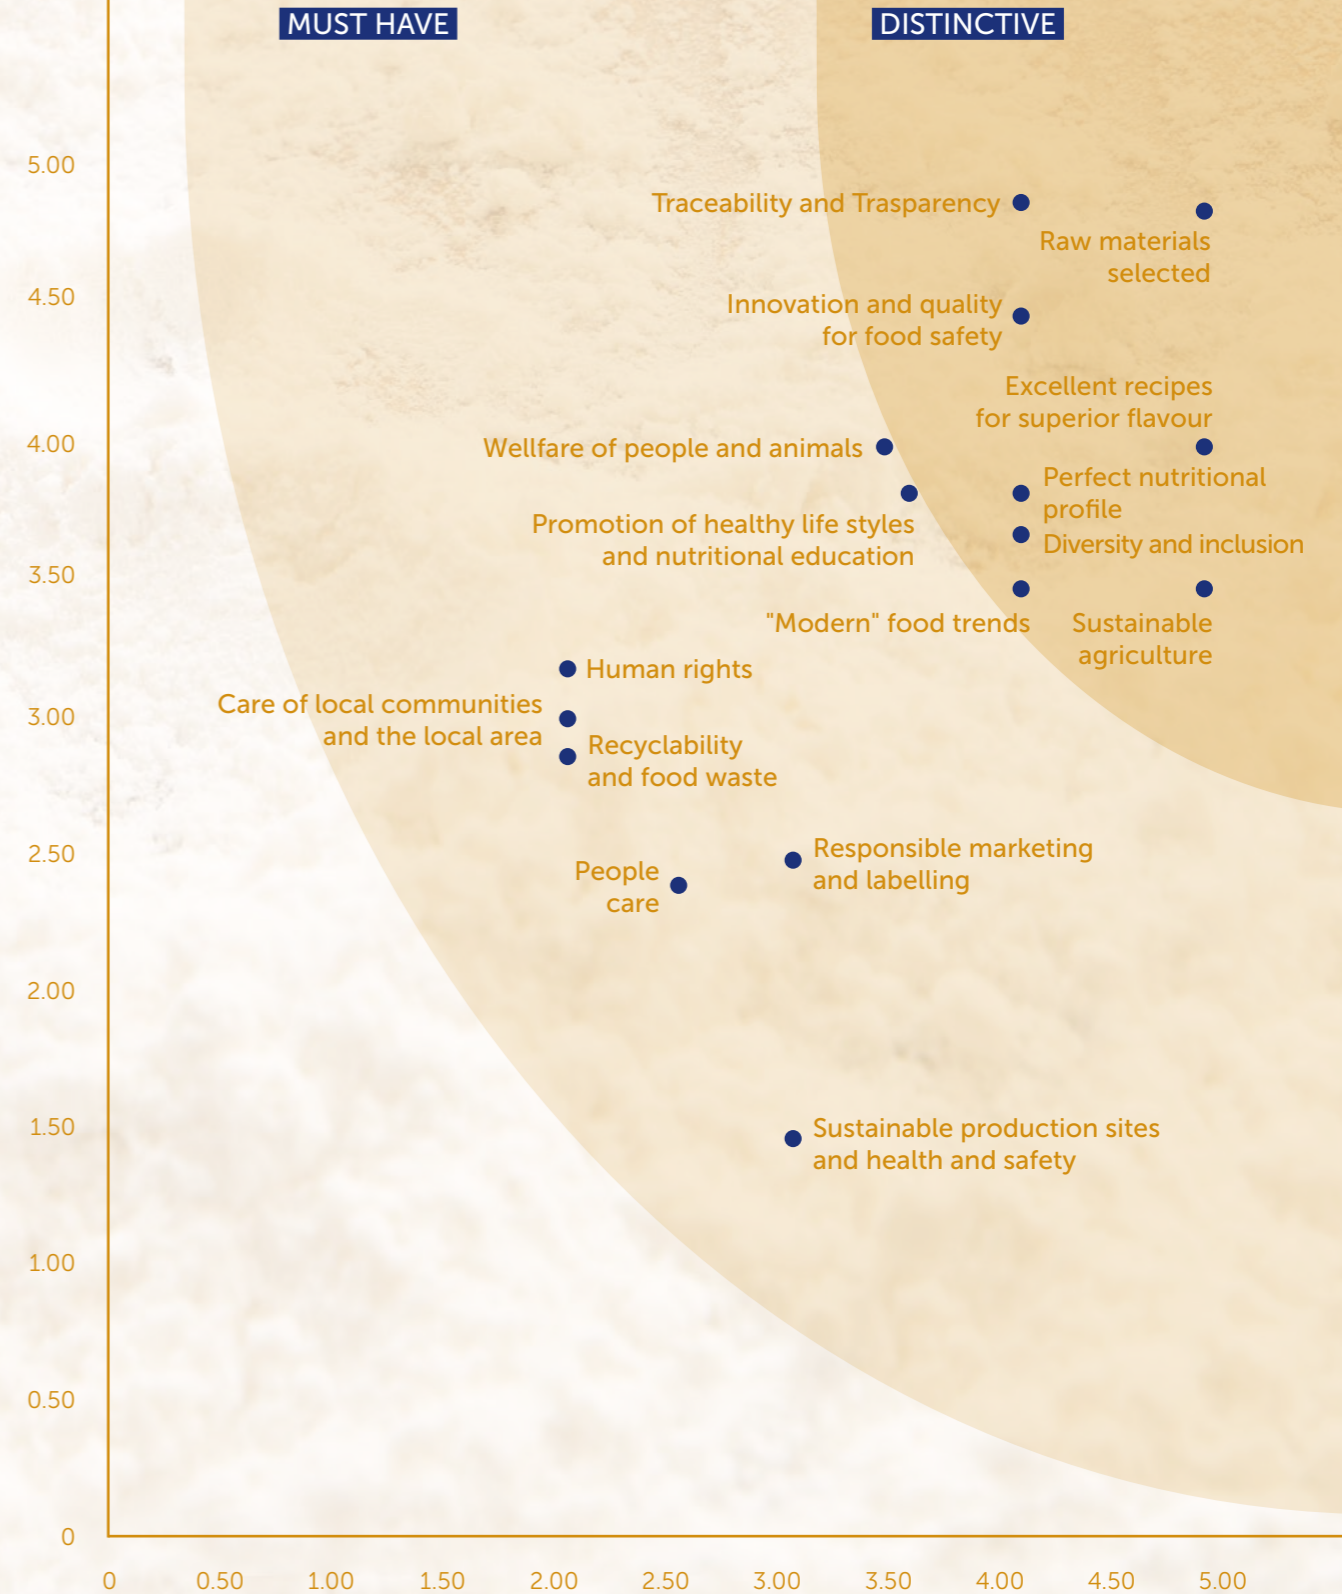 MUST HAVE
DISTINCTIVE
5.00
Traceability and Trasparency
Raw materials
selected
4.50
Innovation and quality
for food safety
Excellent recipes
for superior flavour
4.00
Wellfare of people and animals
Perfect nutritional
profile
Promotion of healthy life styles
and nutritional education
Diversity and inclusion
3.50
"Modern" food trends
Sustainable
agriculture
Human rights
Care of local communities
and the local area
3.00
Recyclability
and food waste
2.50
Responsible marketing
and labelling
People
care
2.00
1.50
Sustainable production sites
and health and safety
1.00
0.50
0
0 0.50 1.00 1.50 2.00 2.50 3.00 3.50 4.00 4.50 5.00